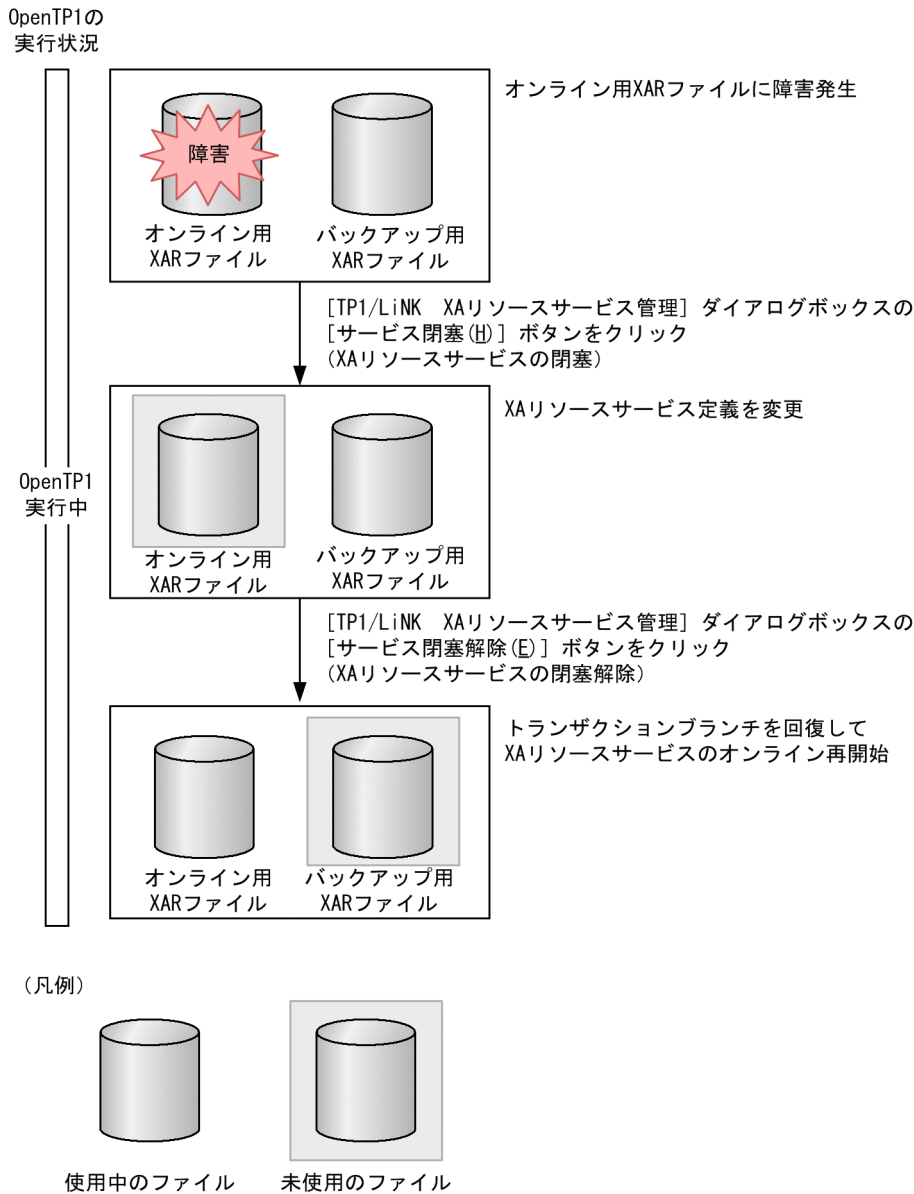 OpenTP1の
実行状況
オンライン用XARファイルに障害発生
障害
オンライン用
XARファイル
バックアップ用
XARファイル
[TP1/LiNK　XAリソースサービス管理] ダイアログボックスの
[サービス閉塞(H)] ボタンをクリック
(XAリソースサービスの閉塞)
XAリソースサービス定義を変更
OpenTP1
実行中
オンライン用
XARファイル
バックアップ用
XARファイル
[TP1/LiNK　XAリソースサービス管理] ダイアログボックスの
[サービス閉塞解除(E)] ボタンをクリック
(XAリソースサービスの閉塞解除)
トランザクションブランチを回復して
XAリソースサービスのオンライン再開始
オンライン用
XARファイル
バックアップ用
XARファイル
(凡例)
使用中のファイル
未使用のファイル